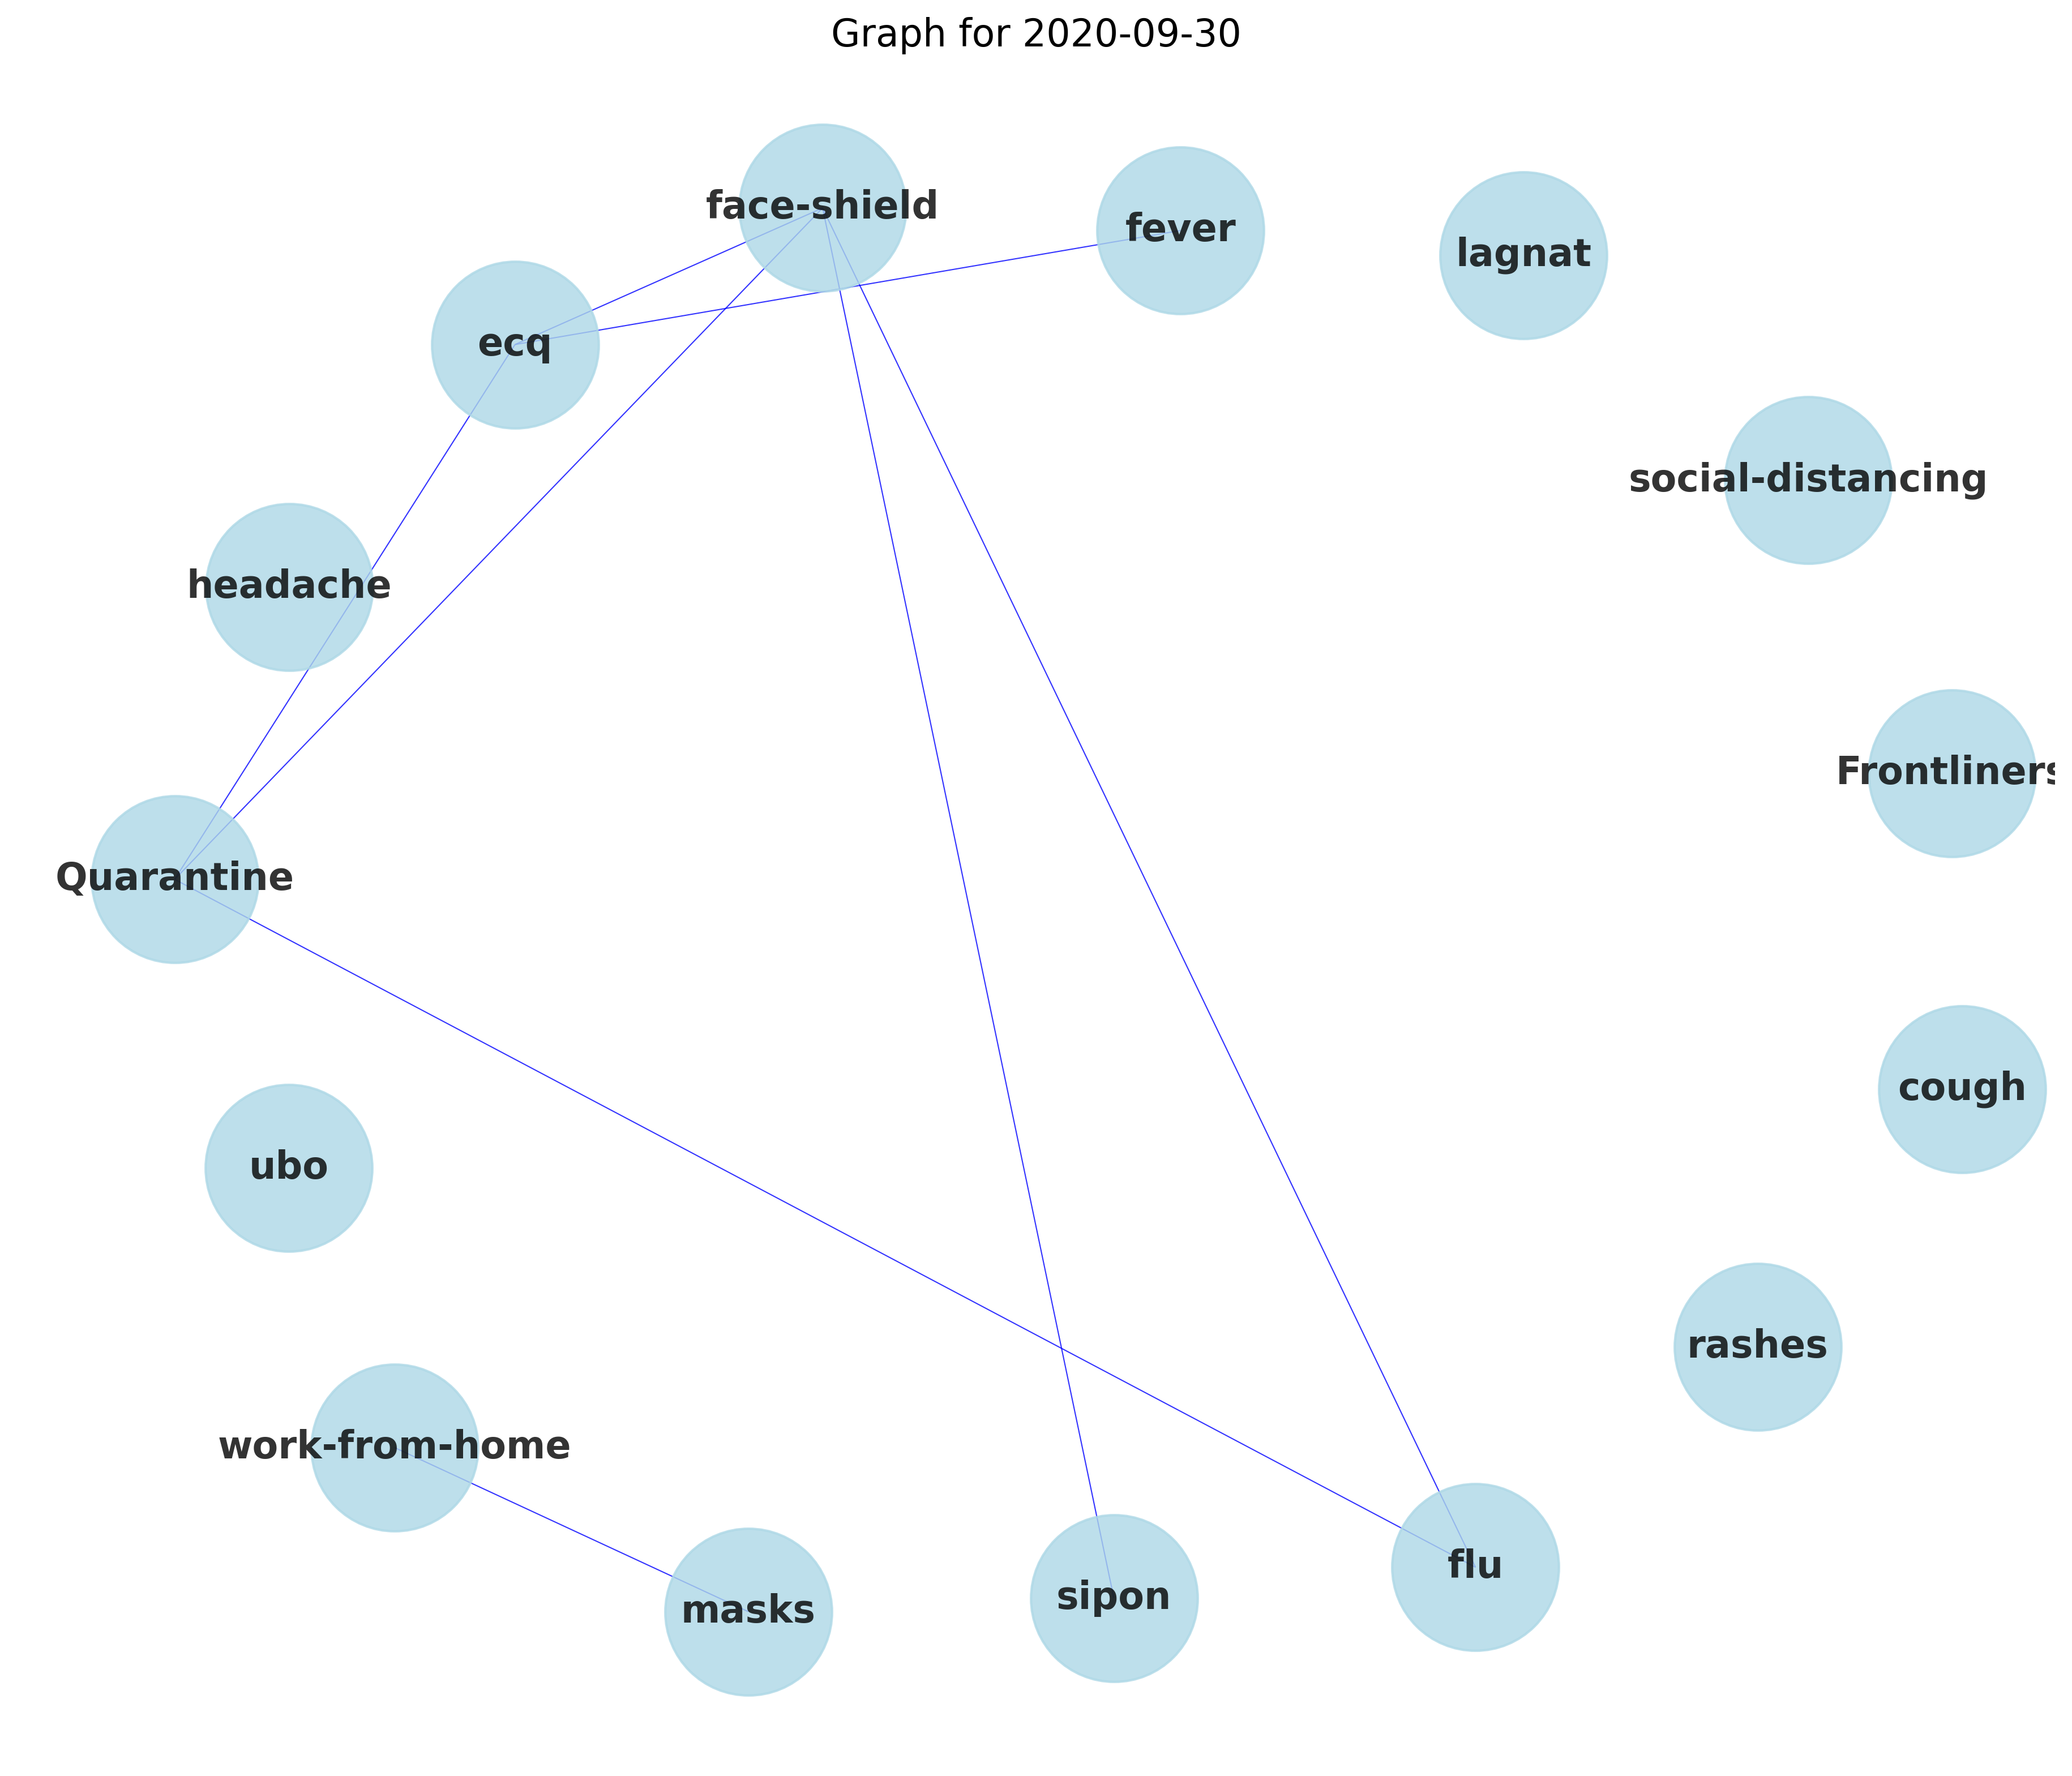 Graph for 2020-09-30
face-shield
fever
lagnat
ecq
social-distancing
headache
Frontliners
Quarantine
cough
ubo
rashes
work-from-home
flu
sipon
masks